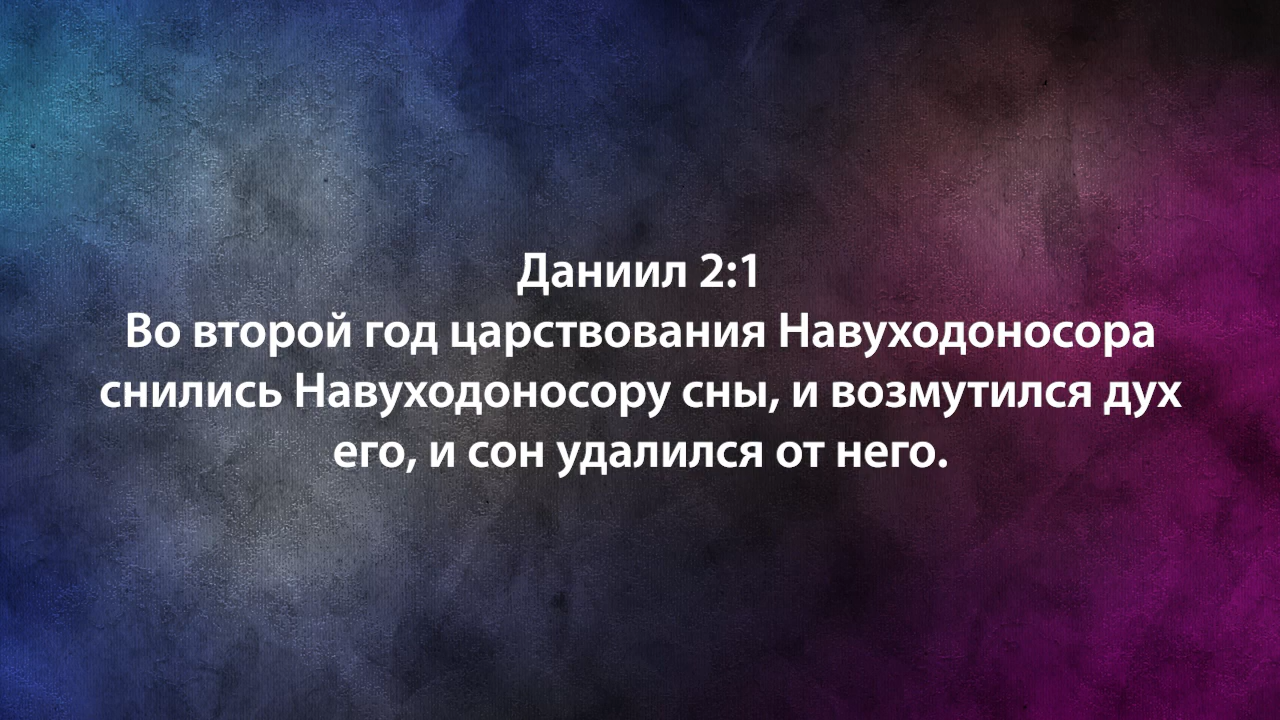 Даниил 2:1
Во второй год царствования Навуходоносора
снились Навуходоносору сны, и возмутился дух
его, и сон удалился от него.